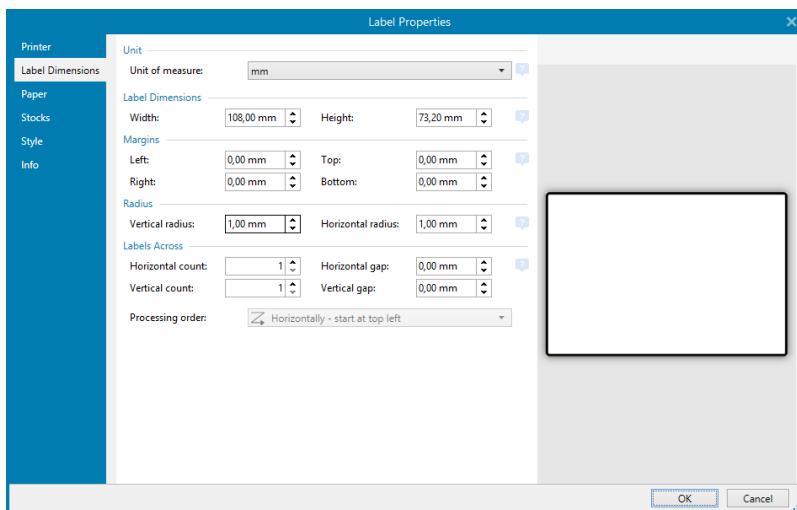 Label Properties
Printer
Label Dimensions
Paper
Stocks
Style
Info
Unit
Unit of measure: mm
Label Dimensions
Width: 108,00 mm Height: 73,20 mm
Margins
Left: 0,00 mm Top: 0,00 mm
Right: 0,00 mm Bottom: 0,00 mm
Radius
Vertical radius: 1,00 mm Horizontal radius: 1,00 mm
Labels Across
Horizontal count: 1 Horizontal gap: 0,00 mm
Vertical count: 1 Vertical gap: 0,00 mm
Processing order: Horizontally - start at top left
OK Cancel